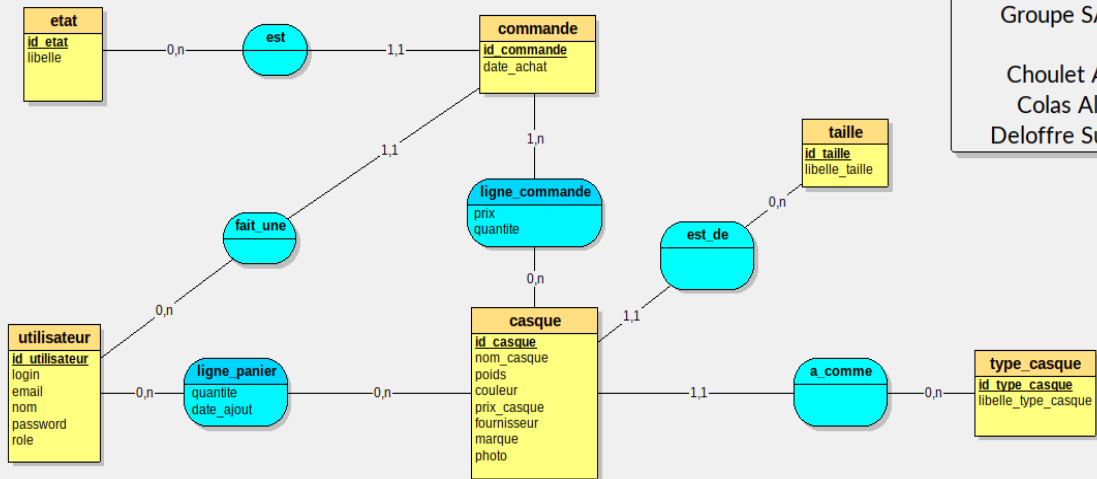 etat
id_etat
libelle
0,n
est
1,1
commande
id_commande
date_achat
Groupe
Choulet
Colas
Deloffre
1,1
1,n
taille
id_taille
libelle_taille
ligne_commande
prix
quantite
0,n
fait_une
est_de
0,n
0,n
1,1
utilisateur
id_utilisateur
login
email
nom
password
role
0,n
ligne_panier
quantite
date_ajout
0,n
casque
id_casque
nom_casque
poids
couleur
prix_casque
fournisseur
marque
photo
1,1
a_comme
0,n
type_casque
id_type_casque
libelle_type_casque